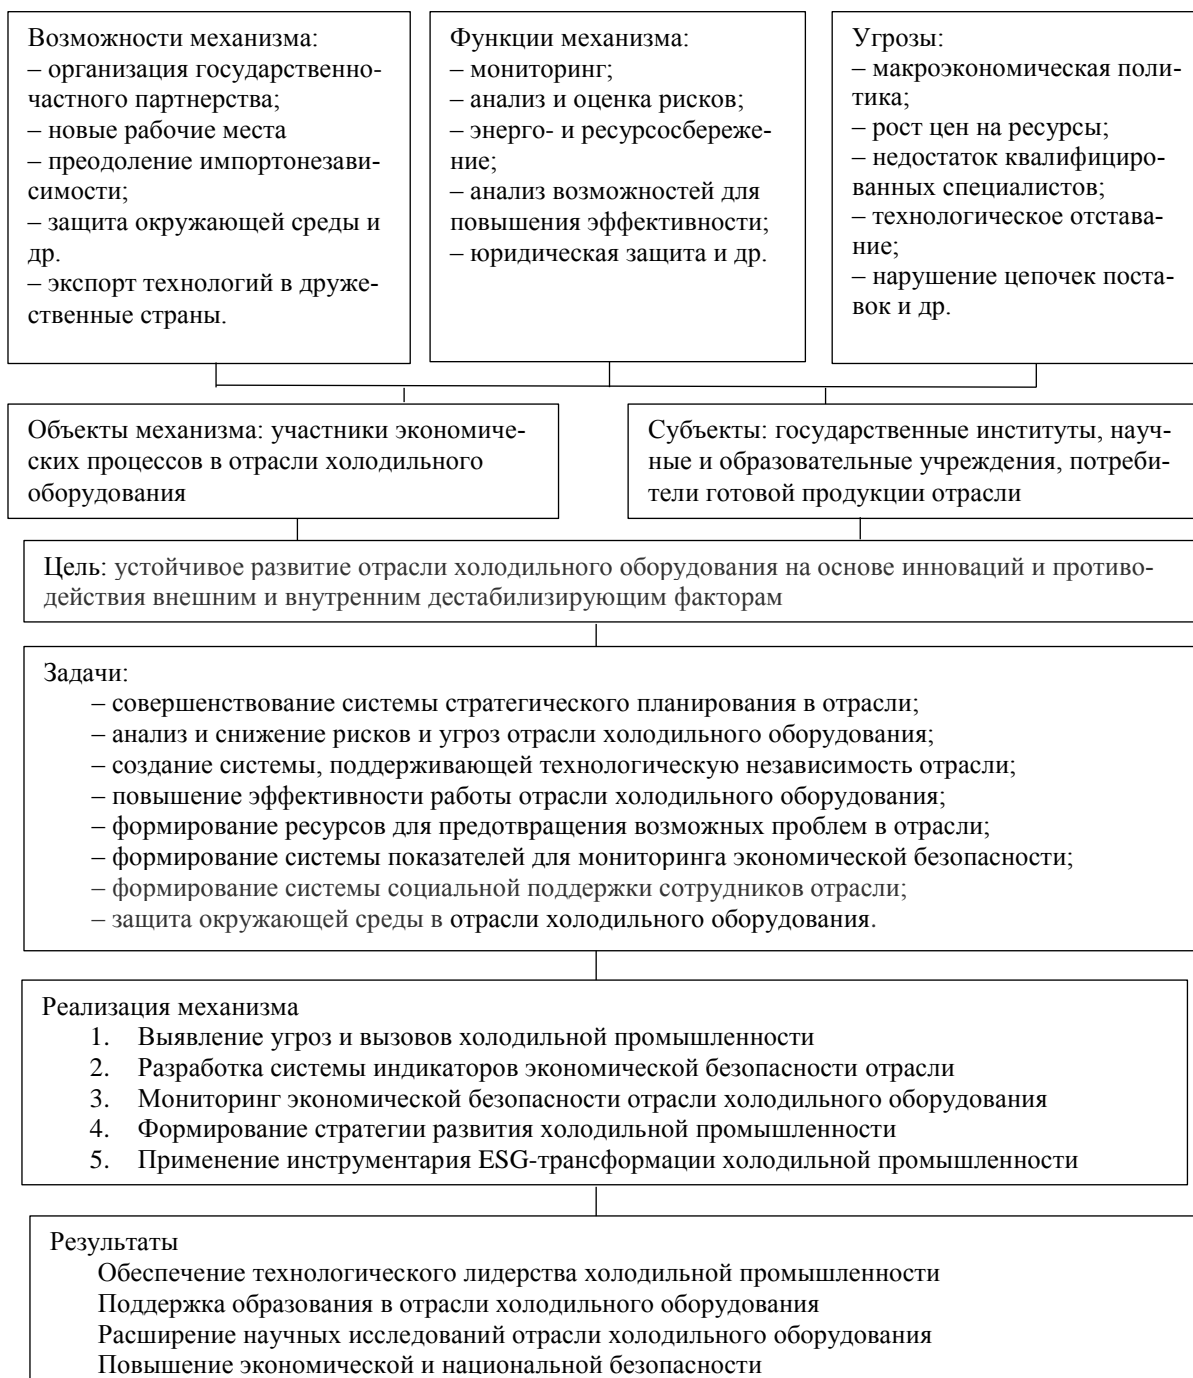 Возможности механизма:
– организация государственно-
частного партнерства;
– новые рабочие места
– преодоление импортонезави-
симости;
– защита окружающей среды и
др.
– экспорт технологий в друже-
ственные страны.
Функции механизма:
– мониторинг;
– анализ и оценка рисков;
– энерго- и ресурсосбереже-
ние;
– анализ возможностей для
повышения эффективности;
– юридическая защита и др.
Угрозы:
– макроэкономическая поли-
тика;
– рост цен на ресурсы;
– недостаток квалифициро-
ванных специалистов;
– технологическое отстава-
ние;
– нарушение цепочек поста-
вок и др.
Объекты механизма: участники экономиче-
ских процессов в отрасли холодильного
оборудования
Субъекты: государственные институты, науч-
ные и образовательные учреждения, потреби-
тели готовой продукции отрасли
Цель: устойчивое развитие отрасли холодильного оборудования на основе инноваций и противо-
действия внешним и внутренним дестабилизирующим факторам
Задачи:
– совершенствование системы стратегического планирования в отрасли;
– анализ и снижение рисков и угроз отрасли холодильного оборудования;
– создание системы, поддерживающей технологическую независимость отрасли;
– повышение эффективности работы отрасли холодильного оборудования;
– формирование ресурсов для предотвращения возможных проблем в отрасли;
– формирование системы показателей для мониторинга экономической безопасности;
– формирование системы социальной поддержки сотрудников отрасли;
– защита окружающей среды в отрасли холодильного оборудования.
Реализация механизма
1. Выявление угроз и вызовов холодильной промышленности
2. Разработка системы индикаторов экономической безопасности отрасли
3. Мониторинг экономической безопасности отрасли холодильного оборудования
4. Формирование стратегии развития холодильной промышленности
5. Применение инструментария ESG-трансформации холодильной промышленности
Результаты
Обеспечение технологического лидерства холодильной промышленности
Поддержка образования в отрасли холодильного оборудования
Расширение научных исследований отрасли холодильного оборудования
Повышение экономической и национальной безопасности